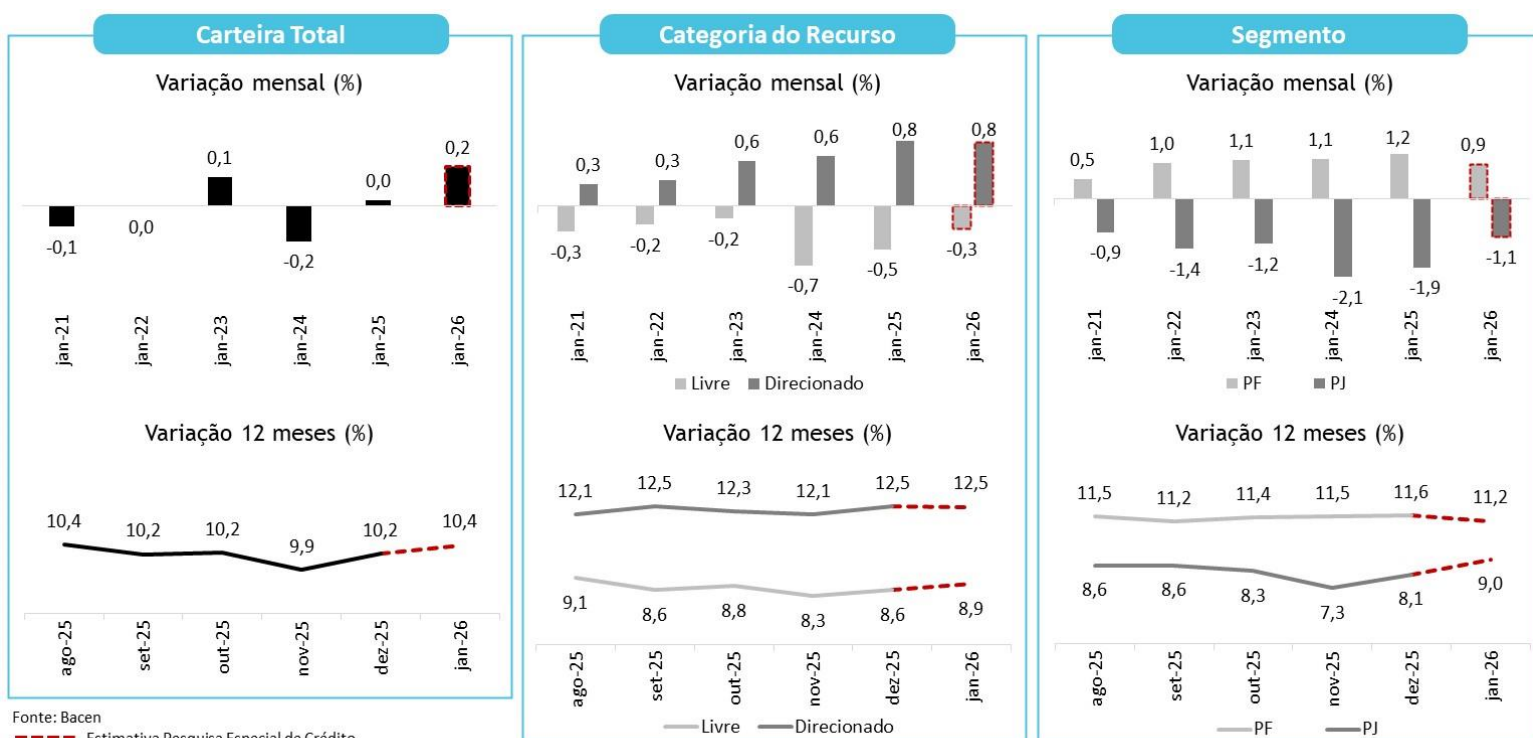 Carteira Total
Variação mensal (%)
0,1
0,0
0,2
-0,1
0,0
-0,2
jan-21
jan-22
jan-23
jan-24
jan-25
jan-26
Variação 12 meses (%)
10,4
10,2
10,2
9,9
10,2
10,4
ago-25
set-25
out-25
nov-25
dez-25
jan-26
Fonte: Bacen
Estimativa Pesquisa Especial de Crédito
Categoria do Recurso
Variação mensal (%)
0,3
0,3
0,6
0,6
0,8
0,8
-0,3
-0,2
-0,2
-0,7
-0,5
-0,3
jan-21
jan-22
jan-23
jan-24
jan-25
jan-26
Livre Direcionado
Variação 12 meses (%)
12,1
12,5
12,3
12,1
12,5
12,5
9,1
8,6
8,8
8,3
8,6
8,9
ago-25
set-25
out-25
nov-25
dez-25
jan-26
Livre Direcionado
Segmento
Variação mensal (%)
0,5
1,0
1,1
1,1
1,2
0,9
-0,9
-1,4
-1,2
-2,1
-1,9
-1,1
jan-21
jan-22
jan-23
jan-24
jan-25
jan-26
PF PJ
Variação 12 meses (%)
11,5
11,2
11,4
11,5
11,6
11,2
8,6
8,6
8,3
7,3
8,1
9,0
ago-25
set-25
out-25
nov-25
dez-25
jan-26
PF PJ